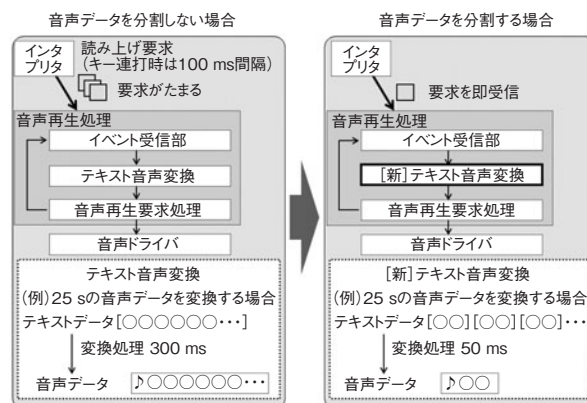 音声データを分割しない場合
インタ
プリタ
読み上げ要求
(キー連打時は100 ms間隔)
要求がたまる
音声再生処理
イベント受信部
テキスト音声変換
音声再生要求処理
音声ドライバ
テキスト音声変換
(例)25 sの音声データを変換する場合
テキストデータ[○○○○○○･･･]
変換処理 300 ms
音声データ
♪○○○○○○･･･
音声データを分割する場合
インタ
プリタ
要求を即受信
音声再生処理
イベント受信部
[新]テキスト音声変換
音声再生要求処理
音声ドライバ
[新]テキスト音声変換
(例)25 sの音声データを変換する場合
テキストデータ[○○][○○][○○]･･･
変換処理 50 ms
音声データ
♪○○